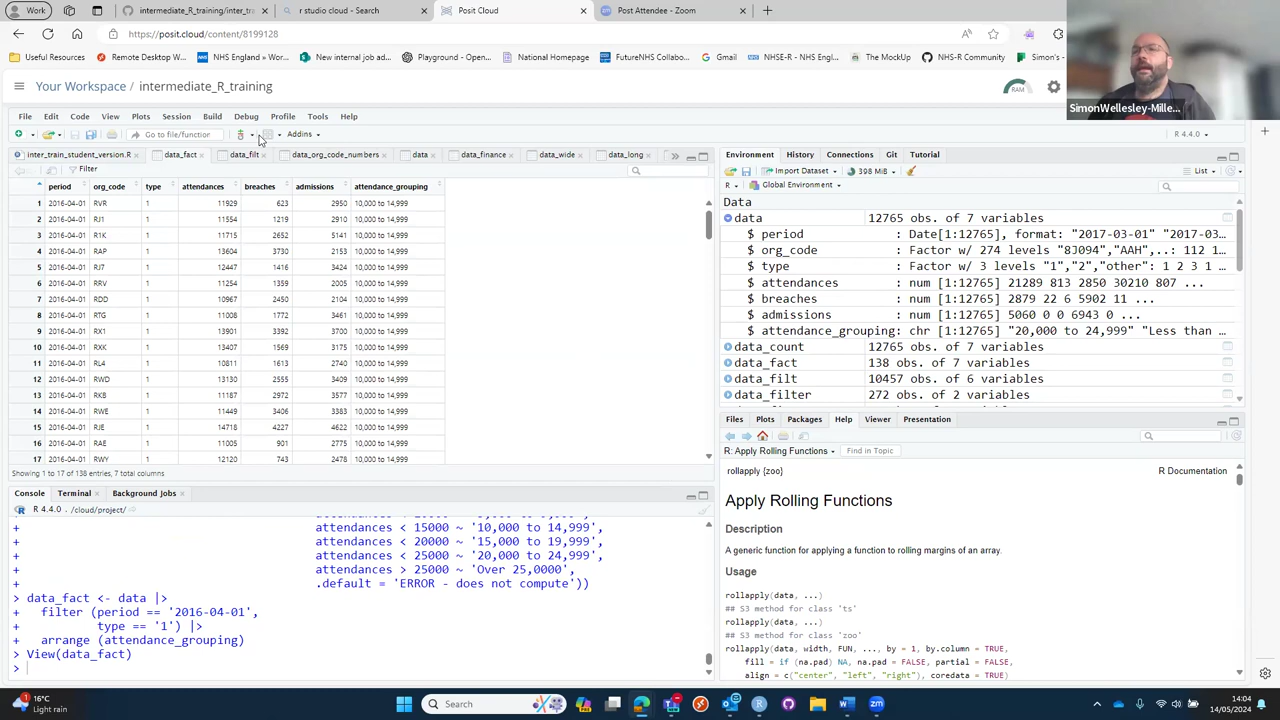 Work
intermediate_R_training/inter_tra
r studio cloud - Search
Posit Cloud
Post Attendee - Zoom
https://posit.cloud/content/8199128
Useful Resources
Remote Desktop W...
NHS England » Wor...
New internal job ad...
Playground - Open...
National Homepage
FutureNHS Collabo...
Gmail
NHSE-R - NHS Engl...
The MockUp
NHS-R Community
Simon's
SimonWellesley-Mille...
Your Workspace / intermediate_R_training
RAM
File Edit Code View Plots Session Build Debug Profile Tools Help
Go to file/function
Addins
R 4.4.0
inter_train_student_version.R
data_fact
data_filt
data_org_code_numbers
data
data_finance
data_wide
data_long
Filter
period org_code type attendances breaches admissions attendance_grouping
1 2016-04-01 RVR 1 11929 623 2950 10,000 to 14,999
2 2016-04-01 RJ1 1 11554 1219 2910 10,000 to 14,999
3 2016-04-01 R1K 1 11715 2652 5141 10,000 to 14,999
4 2016-04-01 RAP 1 13604 3730 2153 10,000 to 14,999
5 2016-04-01 RJ7 1 12447 1416 3424 10,000 to 14,999
6 2016-04-01 RRV 1 11254 1359 2005 10,000 to 14,999
7 2016-04-01 RDD 1 10967 2450 2104 10,000 to 14,999
8 2016-04-01 RTG 1 11008 1772 3461 10,000 to 14,999
9 2016-04-01 RX1 1 13901 3392 3700 10,000 to 14,999
10 2016-04-01 RXK 1 13407 1569 3175 10,000 to 14,999
11 2016-04-01 RL4 1 10811 1613 2740 10,000 to 14,999
12 2016-04-01 RWD 1 13130 2555 3409 10,000 to 14,999
13 2016-04-01 RKB 1 11187 2972 3577 10,000 to 14,999
14 2016-04-01 RWE 1 11449 3406 3383 10,000 to 14,999
15 2016-04-01 RJE 1 14718 4227 4622 10,000 to 14,999
16 2016-04-01 RAE 1 11005 901 2775 10,000 to 14,999
17 2016-04-01 RWY 1 12120 743 2478 10,000 to 14,999
Showing 1 to 17 of 138 entries, 7 total columns
Console Terminal Background Jobs
R 4.4.0 · /cloud/project/
+ attendances < 15000 ~ '10,000 to 14,999',
+ attendances < 20000 ~ '15,000 to 19,999',
+ attendances < 25000 ~ '20,000 to 24,999',
+ attendances > 25000 ~ 'Over 25,0000',
+ .default = 'ERROR - does not compute'))
> data_fact <- data |>
+ filter (period == '2016-04-01',
+ type == '1') |>
+ arrange (attendance_grouping)
> View(data_fact)
>
Environment History Connections Git Tutorial
Import Dataset 398 MiB List
R Global Environment
Data
data 12765 obs. of 7 variables
$ period : Date[1:12765], format: "2017-03-01" "2017-03...
$ org_code : Factor w/ 274 levels "8J094","AAH",..: 112 1...
$ type : Factor w/ 3 levels "1","2","other": 1 2 3 1 ...
$ attendances : num [1:12765] 21289 813 2850 30210 807 ...
$ breaches : num [1:12765] 2879 22 6 5902 11 ...
$ admissions : num [1:12765] 5060 0 0 6943 0 ...
$ attendance_grouping: chr [1:12765] "20,000 to 24,999" "Less than ...
data_count 12765 obs. of 7 variables
data_fact 138 obs. of 7 variables
data_filt 10457 obs. of 6 variables
data_filter 272 obs. of 2 variables
Files Plots Packages Help Viewer Presentation
R: Apply Rolling Functions
Find in Topic
rollapply {zoo}
R Documentation
Apply Rolling Functions
Description
A generic function for applying a function to rolling margins of an array.
Usage
rollapply(data, ...)
## S3 method for class 'ts'
rollapply(data, ...)
## S3 method for class 'zoo'
rollapply(data, width, FUN, ..., by = 1, by.column = TRUE,
fill = if (na.pad) NA, na.pad = FALSE, partial = FALSE,
align = c("center", "left", "right"), coredata = TRUE)
16°C
Light rain
Search
14:04
14/05/2024